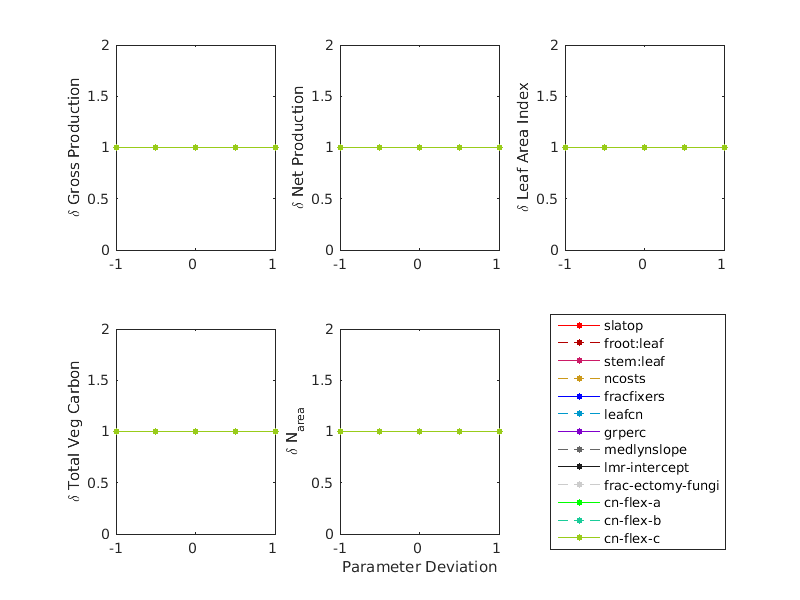 2
1.5
1
0.5
0
-1 0 1
δ Gross Production
2
1.5
1
0.5
0
-1 0 1
δ Net Production
2
1.5
1
0.5
0
-1 0 1
δ Leaf Area Index
2
1.5
1
0.5
0
-1 0 1
δ Total Veg Carbon
2
1.5
1
0.5
0
-1 0 1
δ N_area
Parameter Deviation
slatop
froot:leaf
stem:leaf
ncosts
fracfixers
leafcn
grperc
medlynslope
lmr-intercept
frac-ectomy-fungi
cn-flex-a
cn-flex-b
cn-flex-c